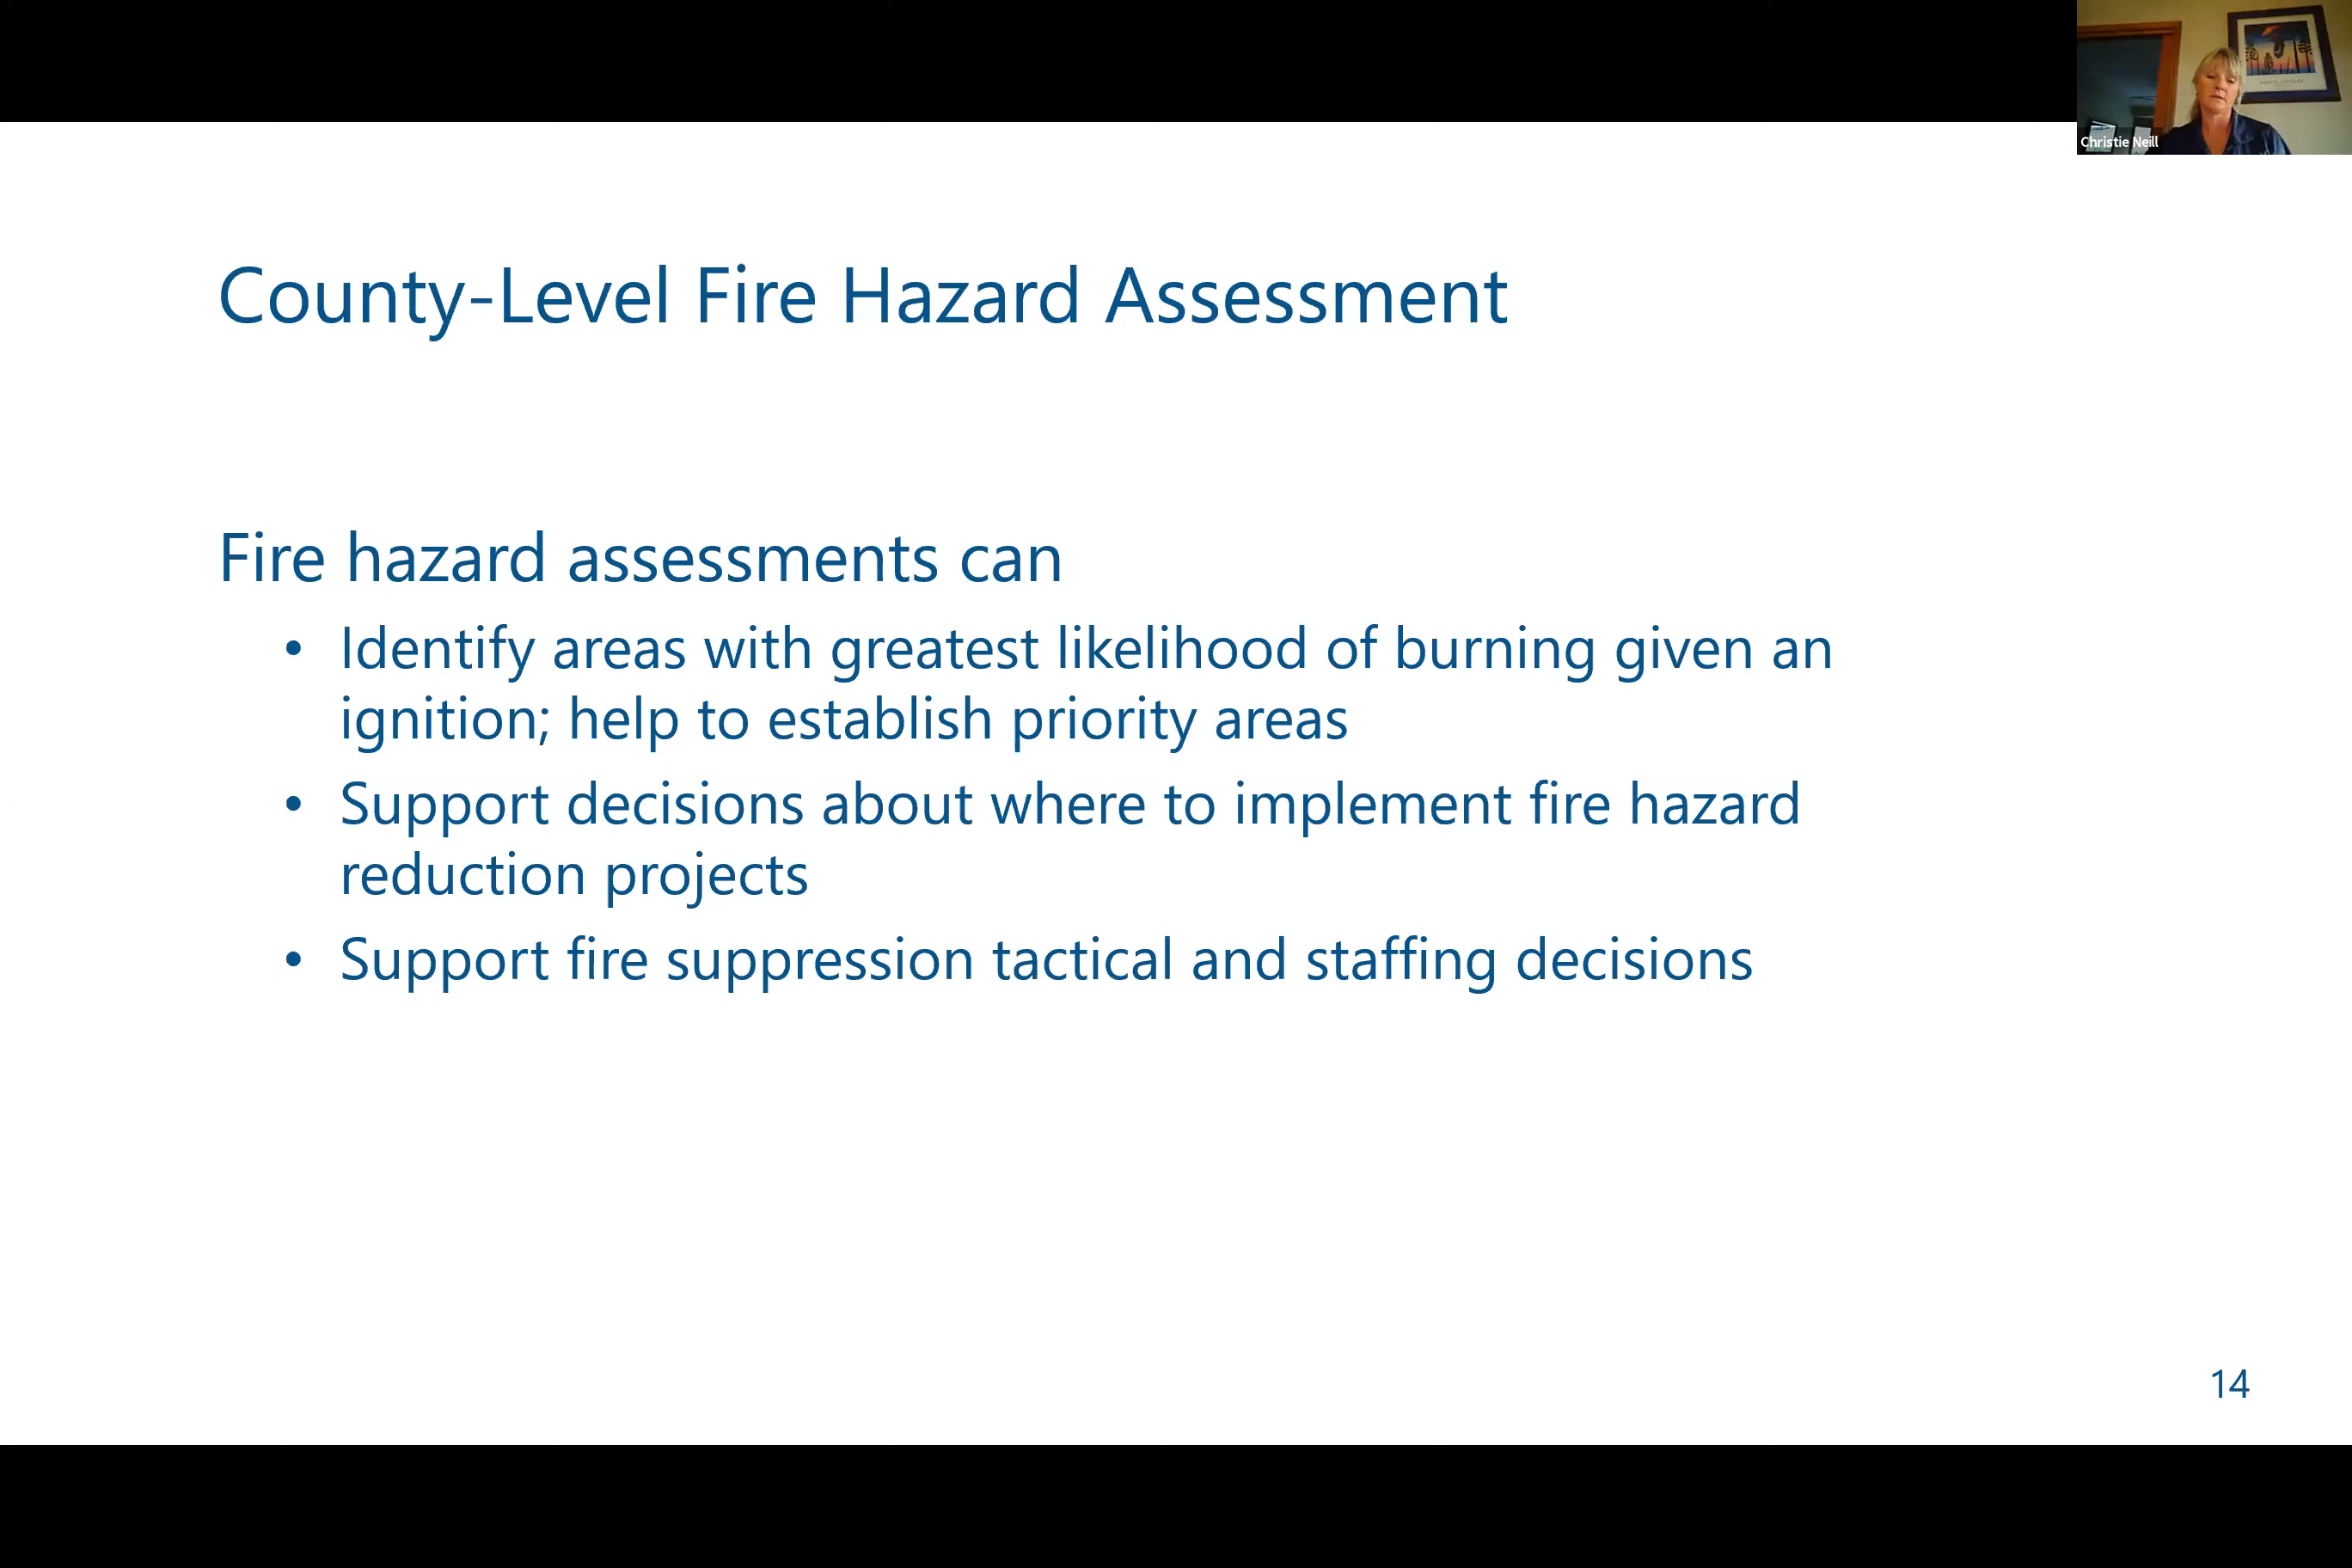 Christie Neill
County-Level Fire Hazard Assessment
Fire hazard assessments can
• Identify areas with greatest likelihood of burning given an
ignition; help to establish priority areas
• Support decisions about where to implement fire hazard
reduction projects
• Support fire suppression tactical and staffing decisions
14